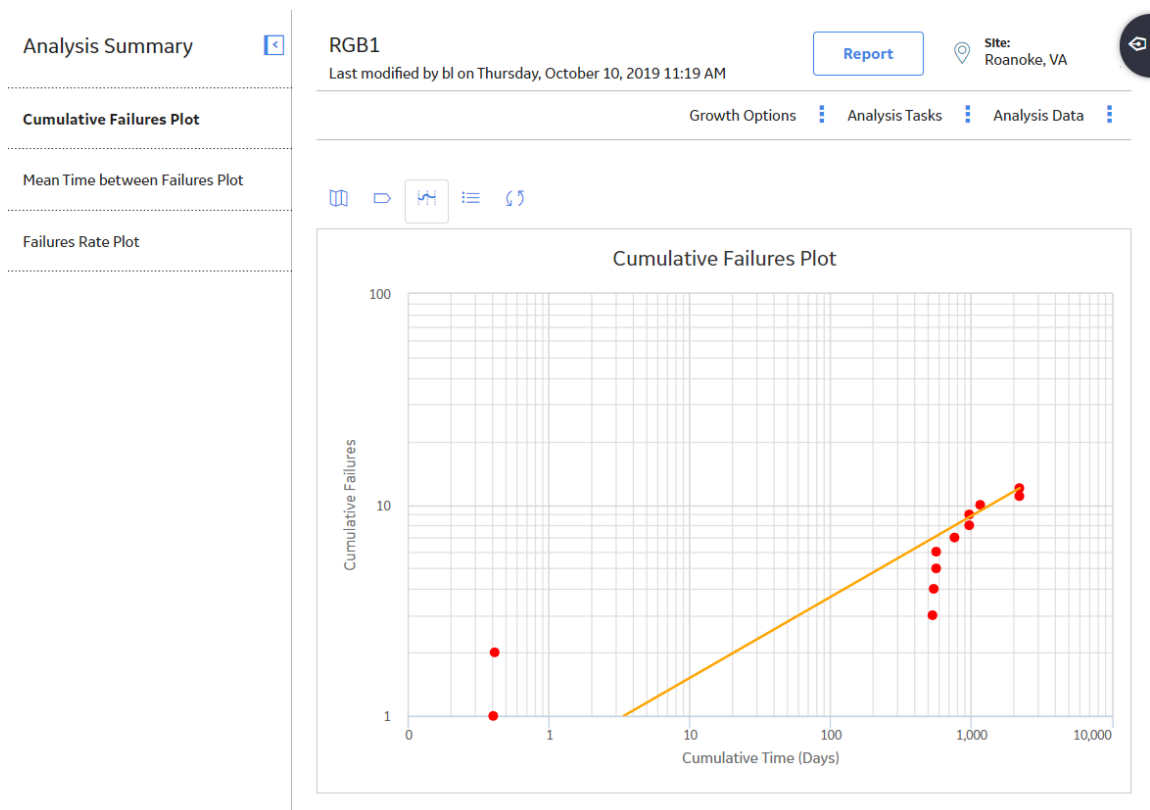 Analysis Summary
Cumulative Failures Plot
Mean Time between Failures Plot
Failures Rate Plot
RGB1
Last modified by bl on Thursday, October 10, 2019 11:19 AM
Report
Site:
Roanoke, VA
Growth Options
Analysis Tasks
Analysis Data
Cumulative Failures Plot
100
10
1
Cumulative Failures
0
1
10
100
1,000
10,000
Cumulative Time (Days)